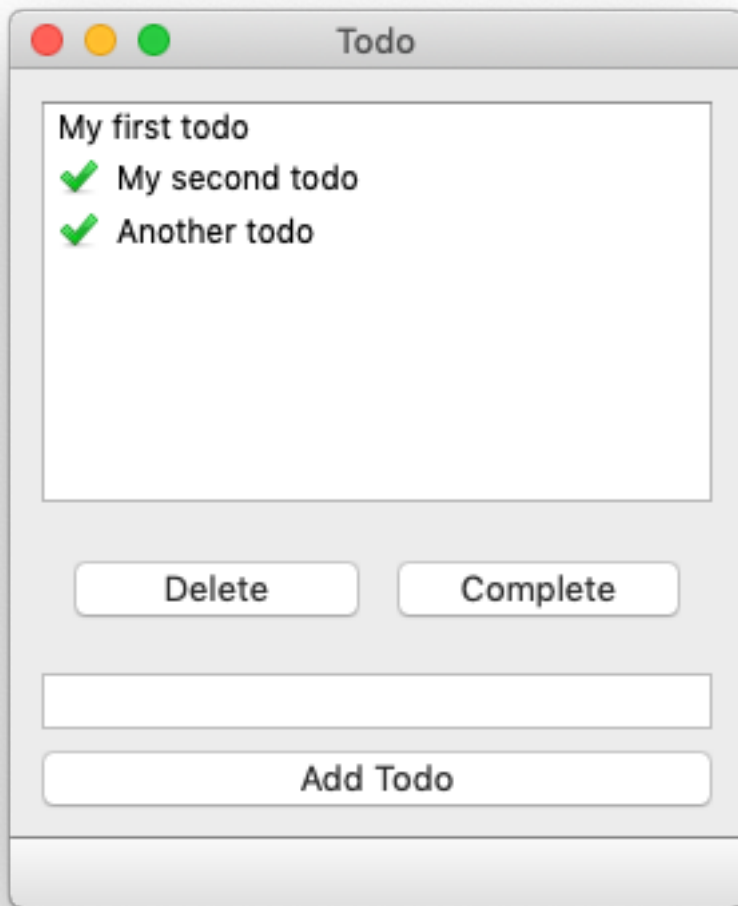 Todo
My first todo
My second todo
Another todo
Delete
Complete
Add Todo